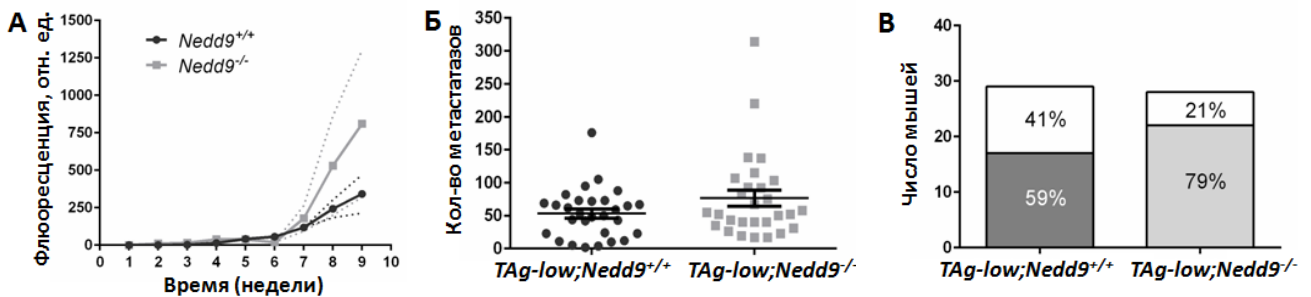 А
Флюоресценция, отн. ед.
1500
1250
1000
750
500
250
0
Nedd9+/+
Nedd9-/-
0 1 2 3 4 5 6 7 8 9 10
Время (недели)
Б
Кол-во метастатазов
350
300
250
200
150
100
50
0
TAg-low;Nedd9+/+ TAg-low;Nedd9-/-
В
Число мышей
40
30
20
10
0
41%
59%
21%
79%
TAg-low;Nedd9+/+ TAg-low;Nedd9-/-